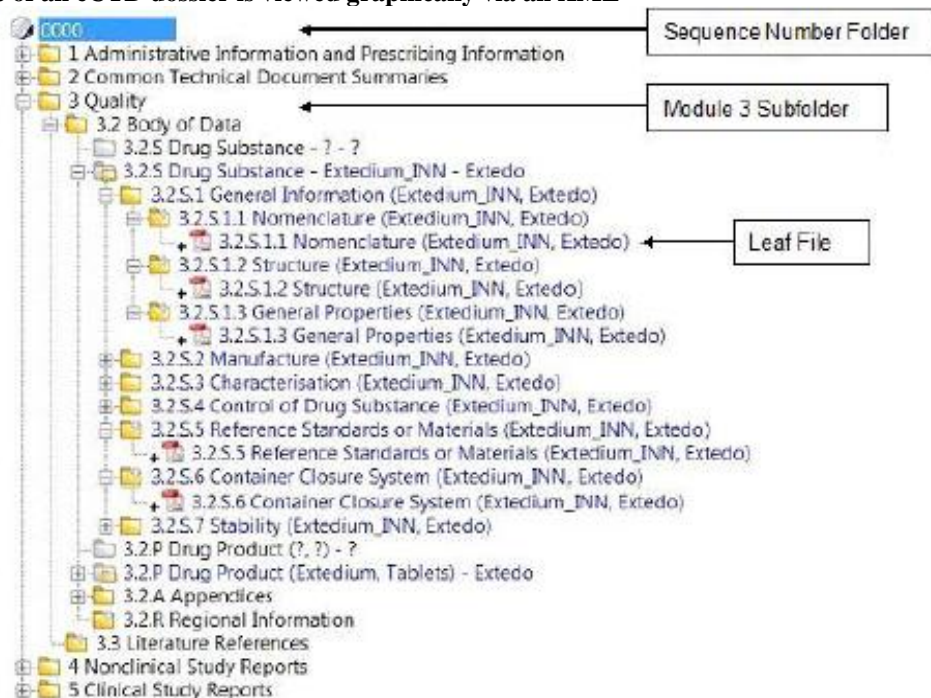 of an eCTD dossier is viewed graphically via an XML
0000
Sequence Number Folder
1 Administrative Information and Prescribing Information
2 Common Technical Document Summaries
3 Quality
Module 3 Subfolder
3.2 Body of Data
3.2.S Drug Substance - ? - ?
3.2.S Drug Substance - Extedium_INN - Extedo
3.2.S.1 General Information (Extedium_INN, Extedo)
3.2.S.1.1 Nomenclature (Extedium_INN, Extedo)
3.2.S.1.1 Nomenclature (Extedium_INN, Extedo)
Leaf File
3.2.S.1.2 Structure (Extedium_INN, Extedo)
3.2.S.1.2 Structure (Extedium_INN, Extedo)
3.2.S.1.3 General Properties (Extedium_INN, Extedo)
3.2.S.1.3 General Properties (Extedium_INN, Extedo)
3.2.S.2 Manufacture (Extedium_INN, Extedo)
3.2.S.3 Characterisation (Extedium_INN, Extedo)
3.2.S.4 Control of Drug Substance (Extedium_INN, Extedo)
3.2.S.5 Reference Standards or Materials (Extedium_INN, Extedo)
3.2.S.5 Reference Standards or Materials (Extedium_INN, Extedo)
3.2.S.6 Container Closure System (Extedium_INN, Extedo)
3.2.S.6 Container Closure System (Extedium_INN, Extedo)
3.2.S.7 Stability (Extedium_INN, Extedo)
3.2.P Drug Product (?, ?) - ?
3.2.P Drug Product (Extedium, Tablets) - Extedo
3.2.A Appendices
3.2.R Regional Information
3.3 Literature References
4 Nonclinical Study Reports
5 Clinical Study Reports